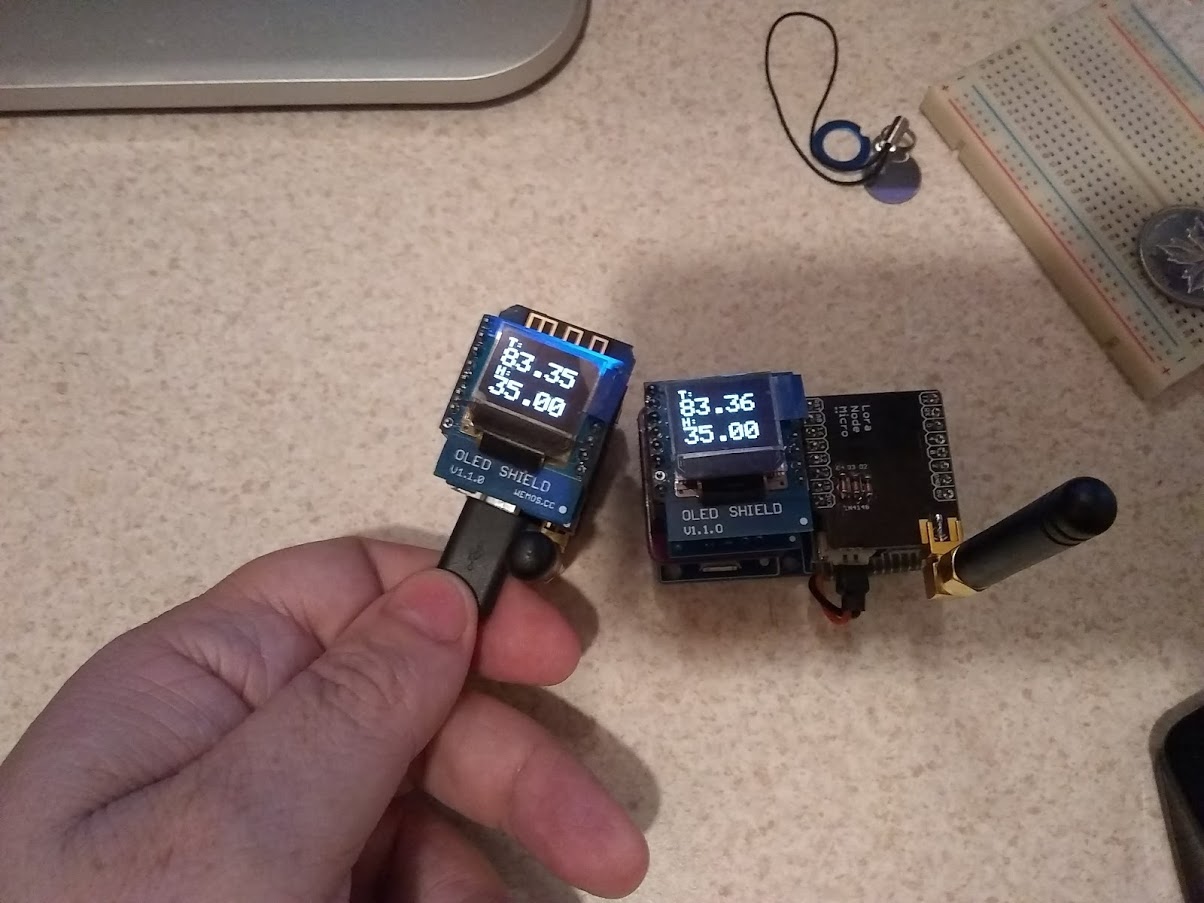 T:
83.35
H:
35.00
OLED SHIELD
V1.1.0
WEMOS.CC
T:
83.36
H:
35.00
OLED SHIELD
V1.1.0
Lora
Node
Micro
1N4148